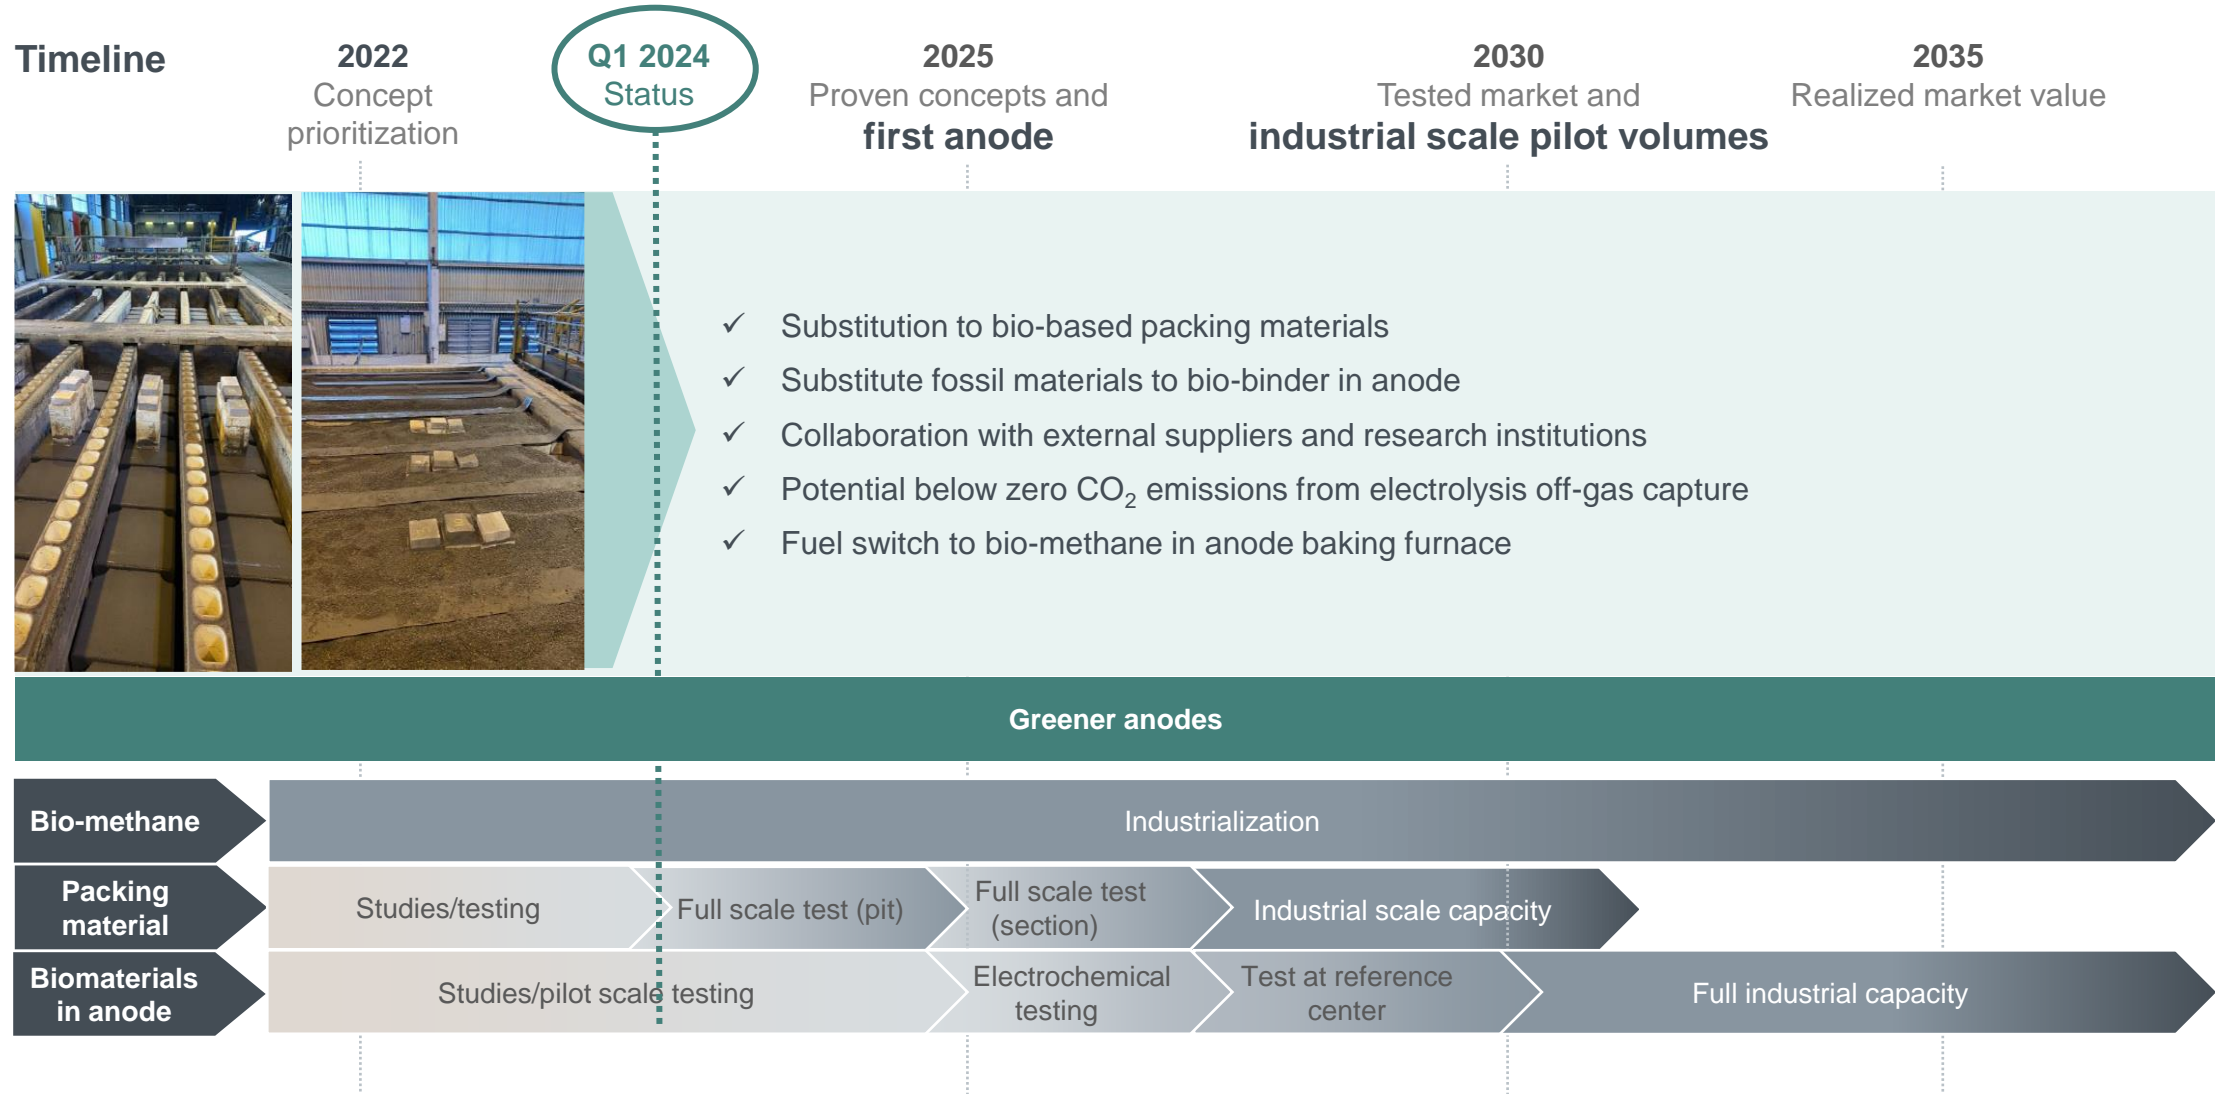 Timeline
2022
Concept
prioritization
Q1 2024
Status
2025
Proven concepts and
first anode
2030
Tested market and
industrial scale pilot volumes
2035
Realized market value
✓ Substitution to bio-based packing materials
✓ Substitute fossil materials to bio-binder in anode
✓ Collaboration with external suppliers and research institutions
✓ Potential below zero CO₂ emissions from electrolysis off-gas capture
✓ Fuel switch to bio-methane in anode baking furnace
Greener anodes
Bio-methane
Industrialization
Packing
material
Studies/testing
Full scale test (pit)
Full scale test
(section)
Industrial scale capacity
Biomaterials
in anode
Studies/pilot scale testing
Electrochemical
testing
Test at reference
center
Full industrial capacity